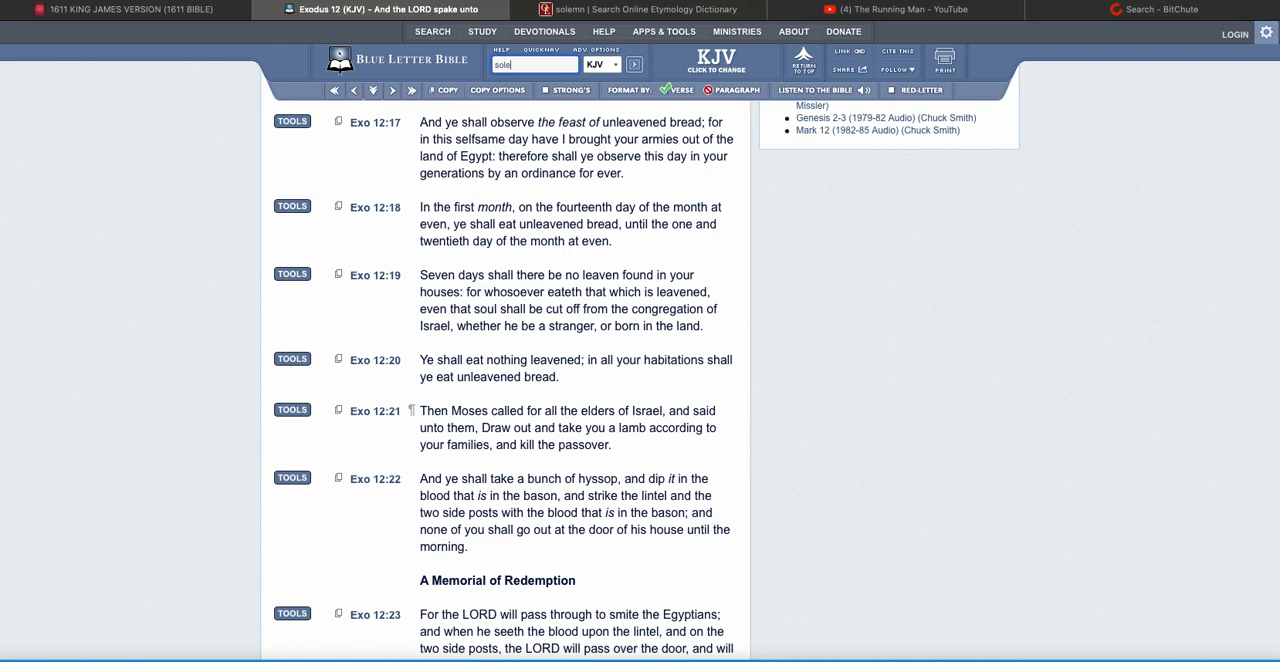 1611 KING JAMES VERSION (1611 BIBLE)
Exodus 12 (KJV) - And the LORD spake unto
solemn | Search Online Etymology Dictionary
(4) The Running Man - YouTube
Search - BitChute
SEARCH STUDY DEVOTIONALS HELP APPS & TOOLS MINISTRIES ABOUT DONATE
LOGIN
BLUE LETTER BIBLE
HELP QUICKNAV ADV. OPTIONS
sole
KJV
KJV
CLICK TO CHANGE
RETURN TO TOP
LINK
CITE THIS
SHARE
FOLLOW
PRINT
COPY COPY OPTIONS STRONG'S FORMAT BY: VERSE PARAGRAPH LISTEN TO THE BIBLE RED-LETTER
Missler)
Genesis 2-3 (1979-82 Audio) (Chuck Smith)
Mark 12 (1982-85 Audio) (Chuck Smith)
TOOLS Exo 12:17 And ye shall observe the feast of unleavened bread; for
in this selfsame day have I brought your armies out of the
land of Egypt: therefore shall ye observe this day in your
generations by an ordinance for ever.
TOOLS Exo 12:18 In the first month, on the fourteenth day of the month at
even, ye shall eat unleavened bread, until the one and
twentieth day of the month at even.
TOOLS Exo 12:19 Seven days shall there be no leaven found in your
houses: for whosoever eateth that which is leavened,
even that soul shall be cut off from the congregation of
Israel, whether he be a stranger, or born in the land.
TOOLS Exo 12:20 Ye shall eat nothing leavened; in all your habitations shall
ye eat unleavened bread.
TOOLS Exo 12:21 ¶ Then Moses called for all the elders of Israel, and said
unto them, Draw out and take you a lamb according to
your families, and kill the passover.
TOOLS Exo 12:22 And ye shall take a bunch of hyssop, and dip it in the
blood that is in the bason, and strike the lintel and the
two side posts with the blood that is in the bason; and
none of you shall go out at the door of his house until the
morning.
A Memorial of Redemption
TOOLS Exo 12:23 For the LORD will pass through to smite the Egyptians;
and when he seeth the blood upon the lintel, and on the
two side posts, the LORD will pass over the door, and will